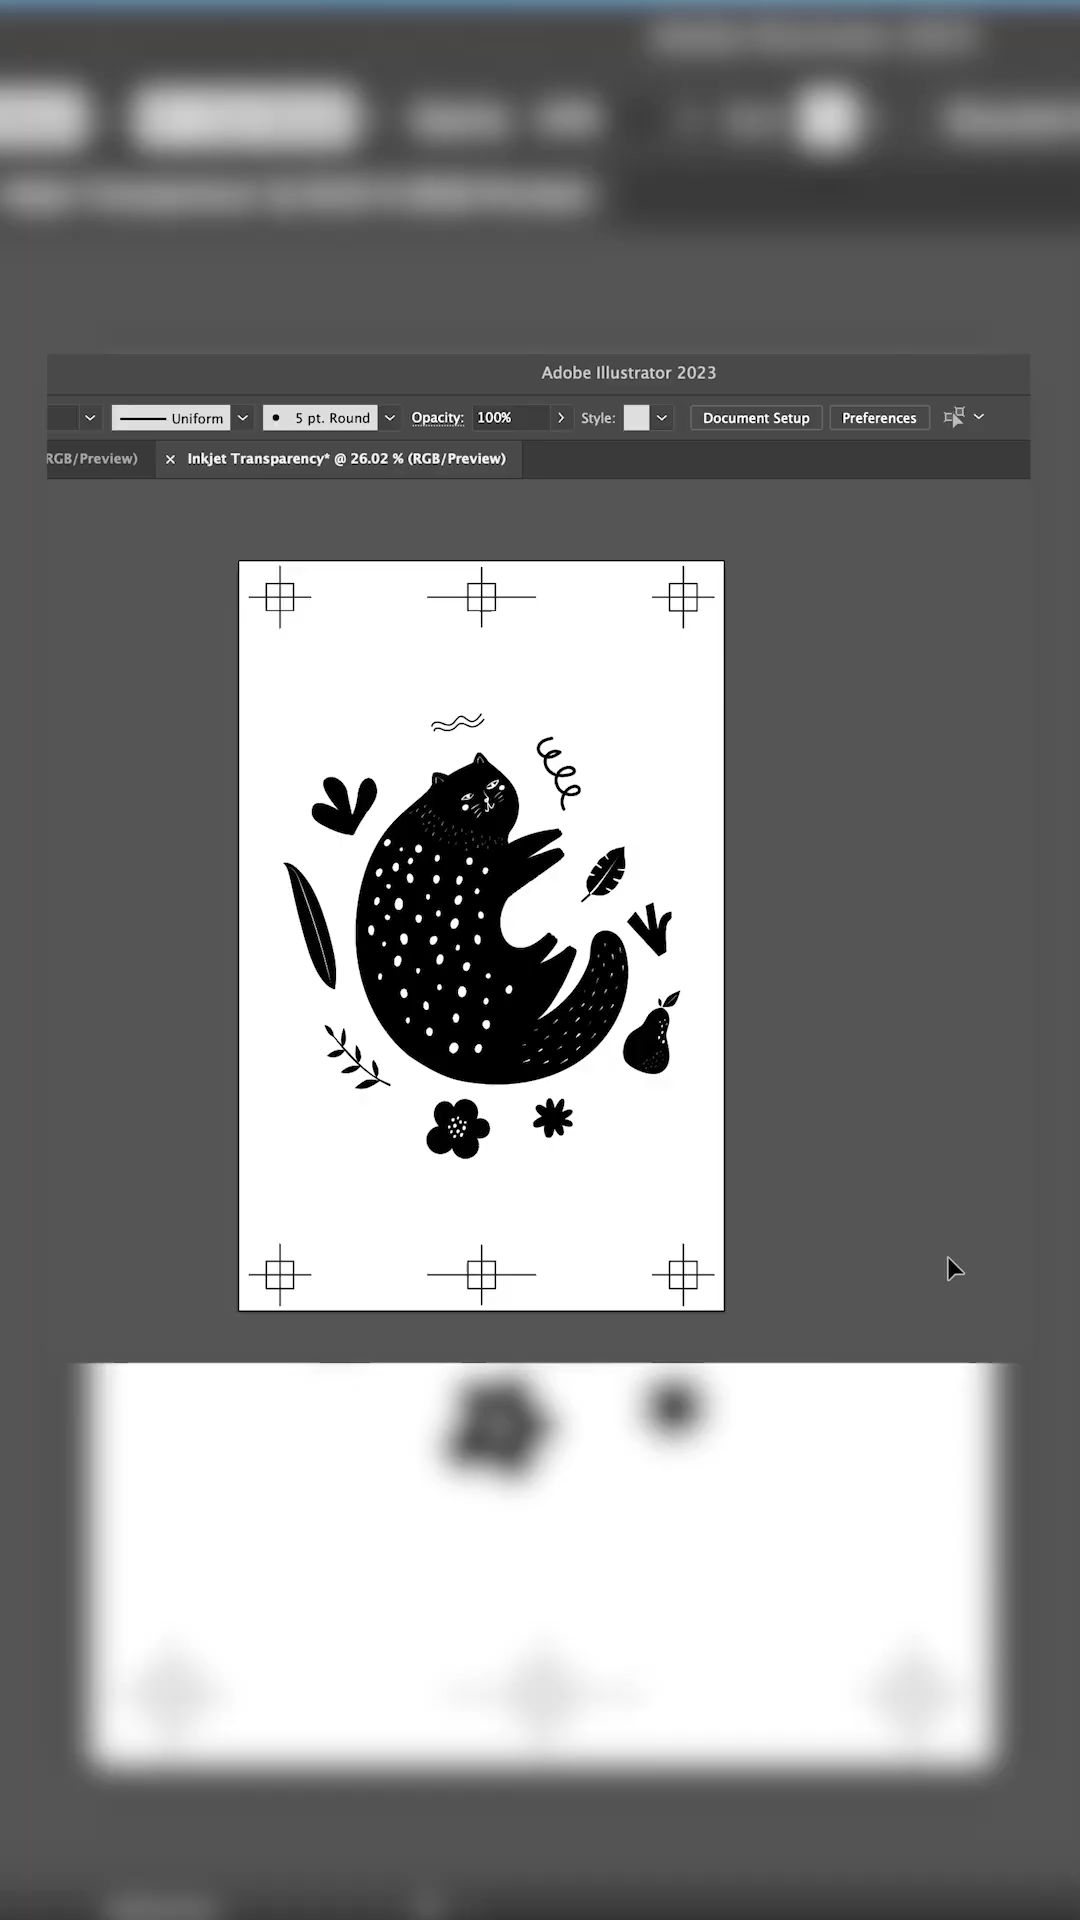 Adobe Illustrator 2023
Uniform 5 pt. Round Opacity: 100% Style: Document Setup Preferences
RGB/Preview) × Inkjet Transparency* @ 26.02 % (RGB/Preview)